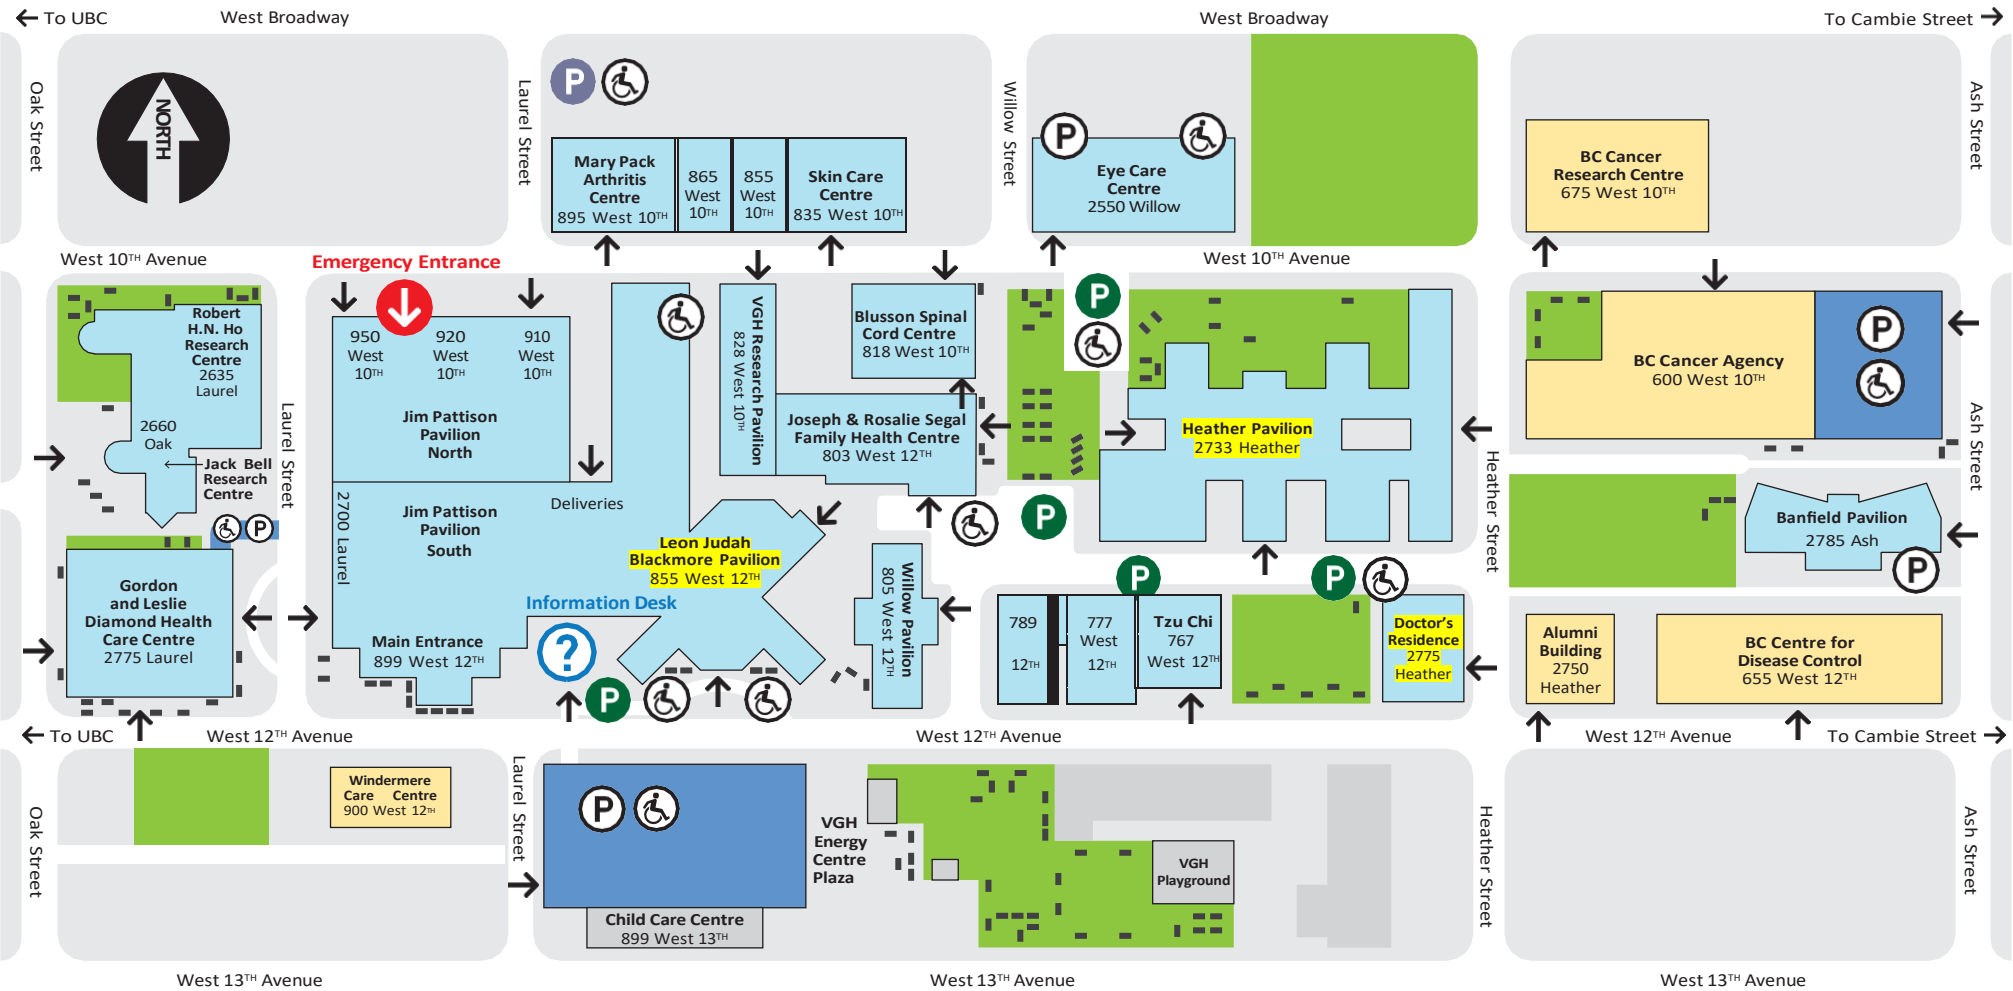 ← To UBC
West Broadway
West Broadway
To Cambie Street →
Oak Street
NORTH
Laurel Street
P
Willow Street
P
Ash Street
Mary Pack
Arthritis
Centre
895 West 10TH
865
West
10TH
855
West
10TH
Skin Care
Centre
835 West 10TH
Eye Care
Centre
2550 Willow
BC Cancer
Research Centre
675 West 10TH
West 10TH Avenue
Emergency Entrance
West 10TH Avenue
Robert
H.N. Ho
Research
Centre
2635
Laurel
2660
Oak
Jack Bell
Research
Centre
Laurel Street
P
950
West
10TH
920
West
10TH
910
West
10TH
Jim Pattison
Pavilion
North
2700 Laurel
Jim Pattison
Pavilion
South
Deliveries
VGH Research Pavilion
828 West 10TH
Blusson Spinal
Cord Centre
818 West 10TH
Joseph & Rosalie Segal
Family Health Centre
803 West 12TH
P
P
Heather Pavilion
2733 Heather
Heather Street
BC Cancer Agency
600 West 10TH
P
Ash Street
Banfield Pavilion
2785 Ash
P
Leon Judah
Blackmore Pavilion
855 West 12TH
Information Desk
?
P
Gordon
and Leslie
Diamond Health
Care Centre
2775 Laurel
Main Entrance
899 West 12TH
Willow Pavilion
805 West 12TH
789
12TH
777
West
12TH
P
Tzu Chi
767
West 12TH
P
Doctor's
Residence
2775
Heather
Alumni
Building
2750
Heather
BC Centre for
Disease Control
655 West 12TH
← To UBC
West 12TH Avenue
West 12TH Avenue
West 12TH Avenue
To Cambie Street →
Oak Street
Windermere
Care Centre
900 West 12TH
Laurel Street
P
VGH
Energy
Centre
Plaza
Child Care Centre
899 West 13TH
VGH
Playground
Heather Street
Ash Street
West 13TH Avenue
West 13TH Avenue
West 13TH Avenue